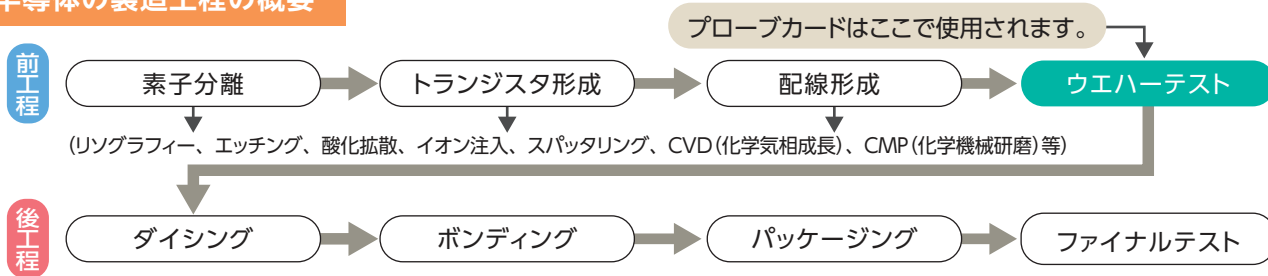 半導体の製造工程の概要
プローブカードはここで使用されます。
前工程
素子分離
トランジスタ形成
配線形成
ウエハーテスト
(リソグラフィー、エッチング、酸化拡散、イオン注入、スパッタリング、CVD(化学気相成長)、CMP(化学機械研磨)等)
後工程
ダイシング
ボンディング
パッケージング
ファイナルテスト